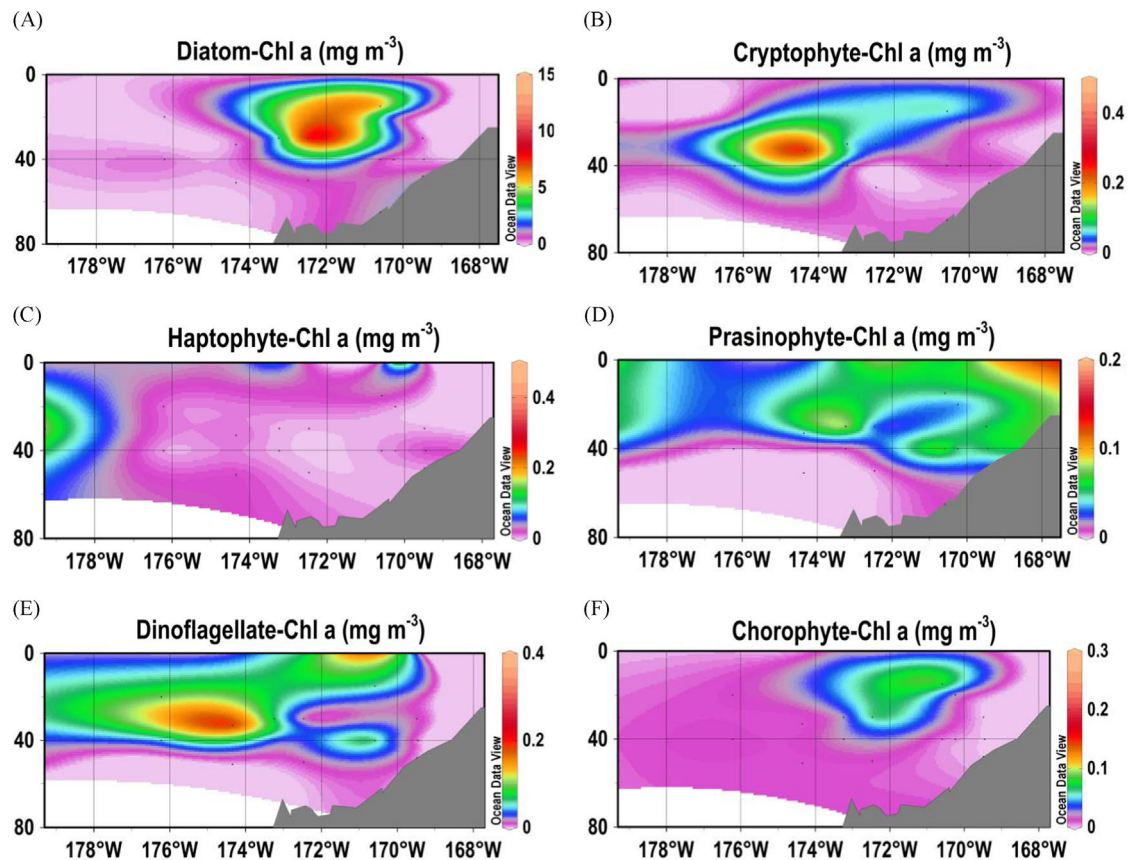 (A)
Diatom-Chl a (mg m-3)
0
40
80
178°W 176°W 174°W 172°W 170°W 168°W
15
10
5
0
Ocean Data View
(B)
Cryptophyte-Chl a (mg m-3)
0
40
80
178°W 176°W 174°W 172°W 170°W 168°W
0.4
0.2
0
Ocean Data View
(C)
Haptophyte-Chl a (mg m-3)
0
40
80
178°W 176°W 174°W 172°W 170°W 168°W
0.4
0.2
0
Ocean Data View
(D)
Prasinophyte-Chl a (mg m-3)
0
40
80
178°W 176°W 174°W 172°W 170°W 168°W
0.2
0.1
0
Ocean Data View
(E)
Dinoflagellate-Chl a (mg m-3)
0
40
80
178°W 176°W 174°W 172°W 170°W 168°W
0.4
0.2
0
Ocean Data View
(F)
Chorophyte-Chl a (mg m-3)
0
40
80
178°W 176°W 174°W 172°W 170°W 168°W
0.3
0.2
0.1
0
Ocean Data View